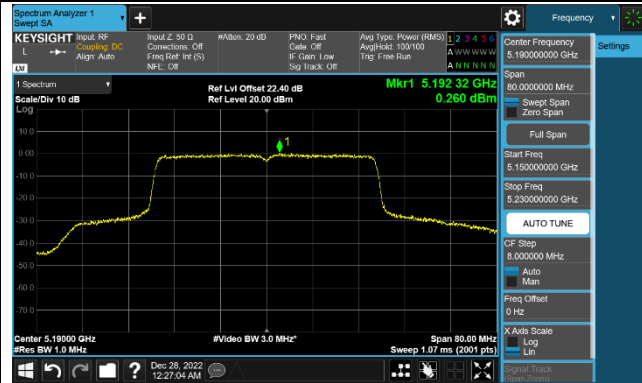 Spectrum Analyzer 1
Swept SA
Frequency
KEYSIGHT
Input: RF
Coupling: DC
Align: Auto
Input Z: 50 Ω
Corrections: Off
Freq Ref: Int (S)
NFE: Off
#Atten: 20 dB
PNO: Fast
Gate: Off
IF Gain: Low
Sig Track: Off
Avg Type: Power (RMS)
Avg|Hold: 100/100
Trig: Free Run
1 2 3 4 5 6
A W W W W W
A N N N N N
L
LXI
1 Spectrum
Scale/Div 10 dB
Log
Ref Lvl Offset 22.40 dB
Ref Level 20.00 dBm
Mkr1 5.192 32 GHz
0.260 dBm
1
10.0
0.00
-10.0
-20.0
-30.0
-40.0
-50.0
-60.0
-70.0
Center 5.19000 GHz
#Res BW 1.0 MHz
#Video BW 3.0 MHz*
Span 80.00 MHz
Sweep 1.07 ms (2001 pts)
Dec 28, 2022
12:27:04 AM
Center Frequency
5.190000000 GHz
Settings
Span
80.0000000 MHz
Swept Span
Zero Span
Full Span
Start Freq
5.150000000 GHz
Stop Freq
5.230000000 GHz
AUTO TUNE
CF Step
8.000000 MHz
Auto
Man
Freq Offset
0 Hz
X Axis Scale
Log
Lin
Signal Track
(Span Zoom)